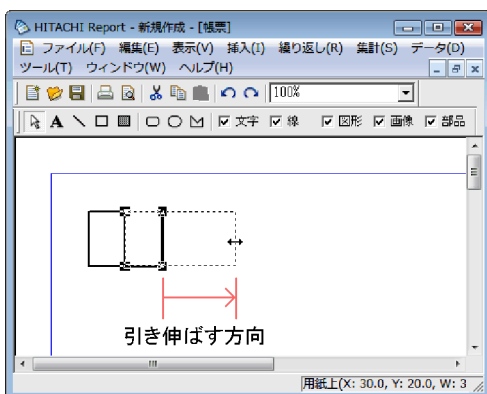 HITACHI Report - 新規作成 - [帳票]
ファイル(F) 編集(E) 表示(V) 挿入(I) 繰り返し(R) 集計(S) データ(D)
ツール(T) ウィンドウ(W) ヘルプ(H)
100%
A 文字 線 図形 画像 部品
引き伸ばす方向
用紙上(X: 30.0, Y: 20.0, W: 3